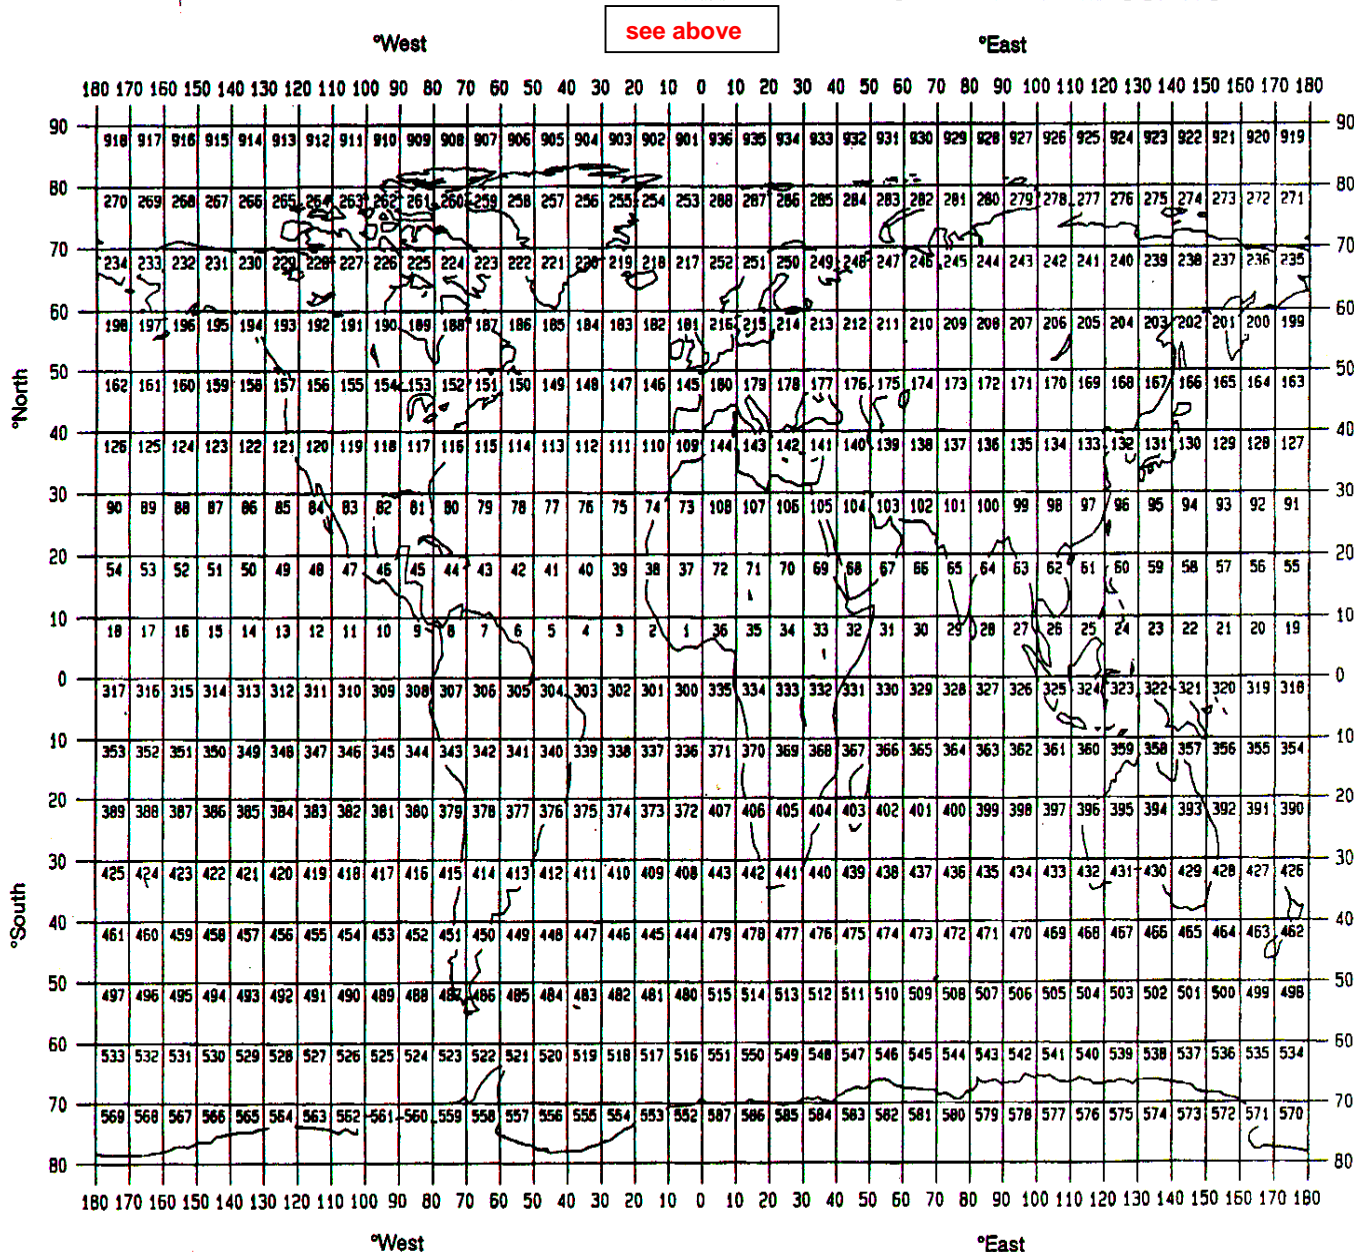 see above
°West °East
180 170 160 150 140 130 120 110 100 90 80 70 60 50 40 30 20 10 0 10 20 30 40 50 60 70 80 90 100 110 120 130 140 150 160 170 180
90 90
918 917 916 915 914 913 912 911 910 909 908 907 906 905 904 903 902 901 936 935 934 933 932 931 930 929 928 927 926 925 924 923 922 921 920 919
80 80
270 269 268 267 266 265 264 263 262 261 260 259 258 257 256 255 254 253 288 287 286 285 284 283 282 281 280 279 278 277 276 275 274 273 272 271
70 70
234 233 232 231 230 229 228 227 226 225 224 223 222 221 220 219 218 217 252 251 250 249 248 247 246 245 244 243 242 241 240 239 238 237 236 235
60 60
198 197 196 195 194 193 192 191 190 189 188 187 186 185 184 183 182 181 216 215 214 213 212 211 210 209 208 207 206 205 204 203 202 201 200 199
50 50
162 161 160 159 158 157 156 155 154 153 152 151 150 149 148 147 146 145 180 179 178 177 176 175 174 173 172 171 170 169 168 167 166 165 164 163
°North
40 40
126 125 124 123 122 121 120 119 118 117 116 115 114 113 112 111 110 109 144 143 142 141 140 139 138 137 136 135 134 133 132 131 130 129 128 127
30 30
90 89 88 87 86 85 84 83 82 81 80 79 78 77 76 75 74 73 108 107 106 105 104 103 102 101 100 99 98 97 96 95 94 93 92 91
20 20
54 53 52 51 50 49 48 47 46 45 44 43 42 41 40 39 38 37 72 71 70 69 68 67 66 65 64 63 62 61 60 59 58 57 56 55
10 10
18 17 16 15 14 13 12 11 10 9 8 7 6 5 4 3 2 1 36 35 34 33 32 31 30 29 28 27 26 25 24 23 22 21 20 19
0 0
317 316 315 314 313 312 311 310 309 308 307 306 305 304 303 302 301 300 335 334 333 332 331 330 329 328 327 326 325 324 323 322 321 320 319 318
10 10
353 352 351 350 349 348 347 346 345 344 343 342 341 340 339 338 337 336 371 370 369 368 367 366 365 364 363 362 361 360 359 358 357 356 355 354
20 20
389 388 387 386 385 384 383 382 381 380 379 378 377 376 375 374 373 372 407 406 405 404 403 402 401 400 399 398 397 396 395 394 393 392 391 390
30 30
425 424 423 422 421 420 419 418 417 416 415 414 413 412 411 410 409 408 443 442 441 440 439 438 437 436 435 434 433 432 431 430 429 428 427 426
°South
40 40
461 460 459 458 457 456 455 454 453 452 451 450 449 448 447 446 445 444 479 478 477 476 475 474 473 472 471 470 469 468 467 466 465 464 463 462
50 50
497 496 495 494 493 492 491 490 489 488 487 486 485 484 483 482 481 480 515 514 513 512 511 510 509 508 507 506 505 504 503 502 501 500 499 498
60 60
533 532 531 530 529 528 527 526 525 524 523 522 521 520 519 518 517 516 551 550 549 548 547 546 545 544 543 542 541 540 539 538 537 536 535 534
70 70
569 568 567 566 565 564 563 562 561 560 559 558 557 556 555 554 553 552 587 586 585 584 583 582 581 580 579 578 577 576 575 574 573 572 571 570
80 80
180 170 160 150 140 130 120 110 100 90 80 70 60 50 40 30 20 10 0 10 20 30 40 50 60 70 80 90 100 110 120 130 140 150 160 170 180
°West °East